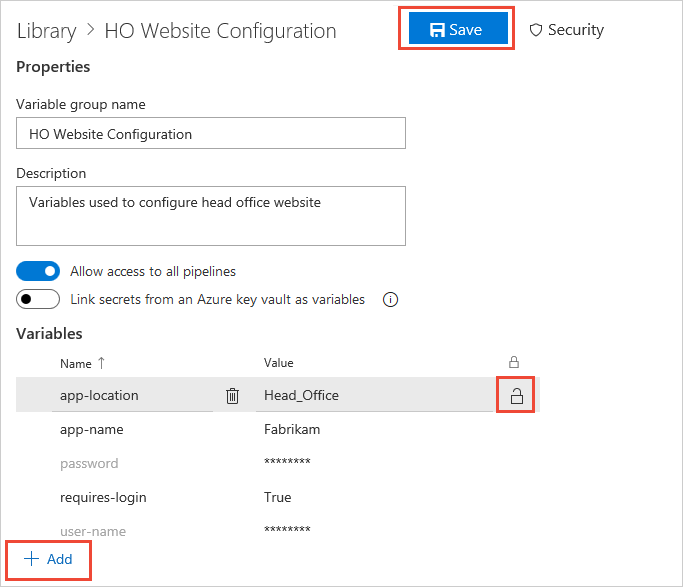 Library > HO Website Configuration Save Security
Properties
Variable group name
HO Website Configuration
Description
Variables used to configure head office website
Allow access to all pipelines
Link secrets from an Azure key vault as variables
Variables
Name ↑ Value
app-location Head_Office
app-name Fabrikam
password ********
requires-login True
user-name ********
+ Add